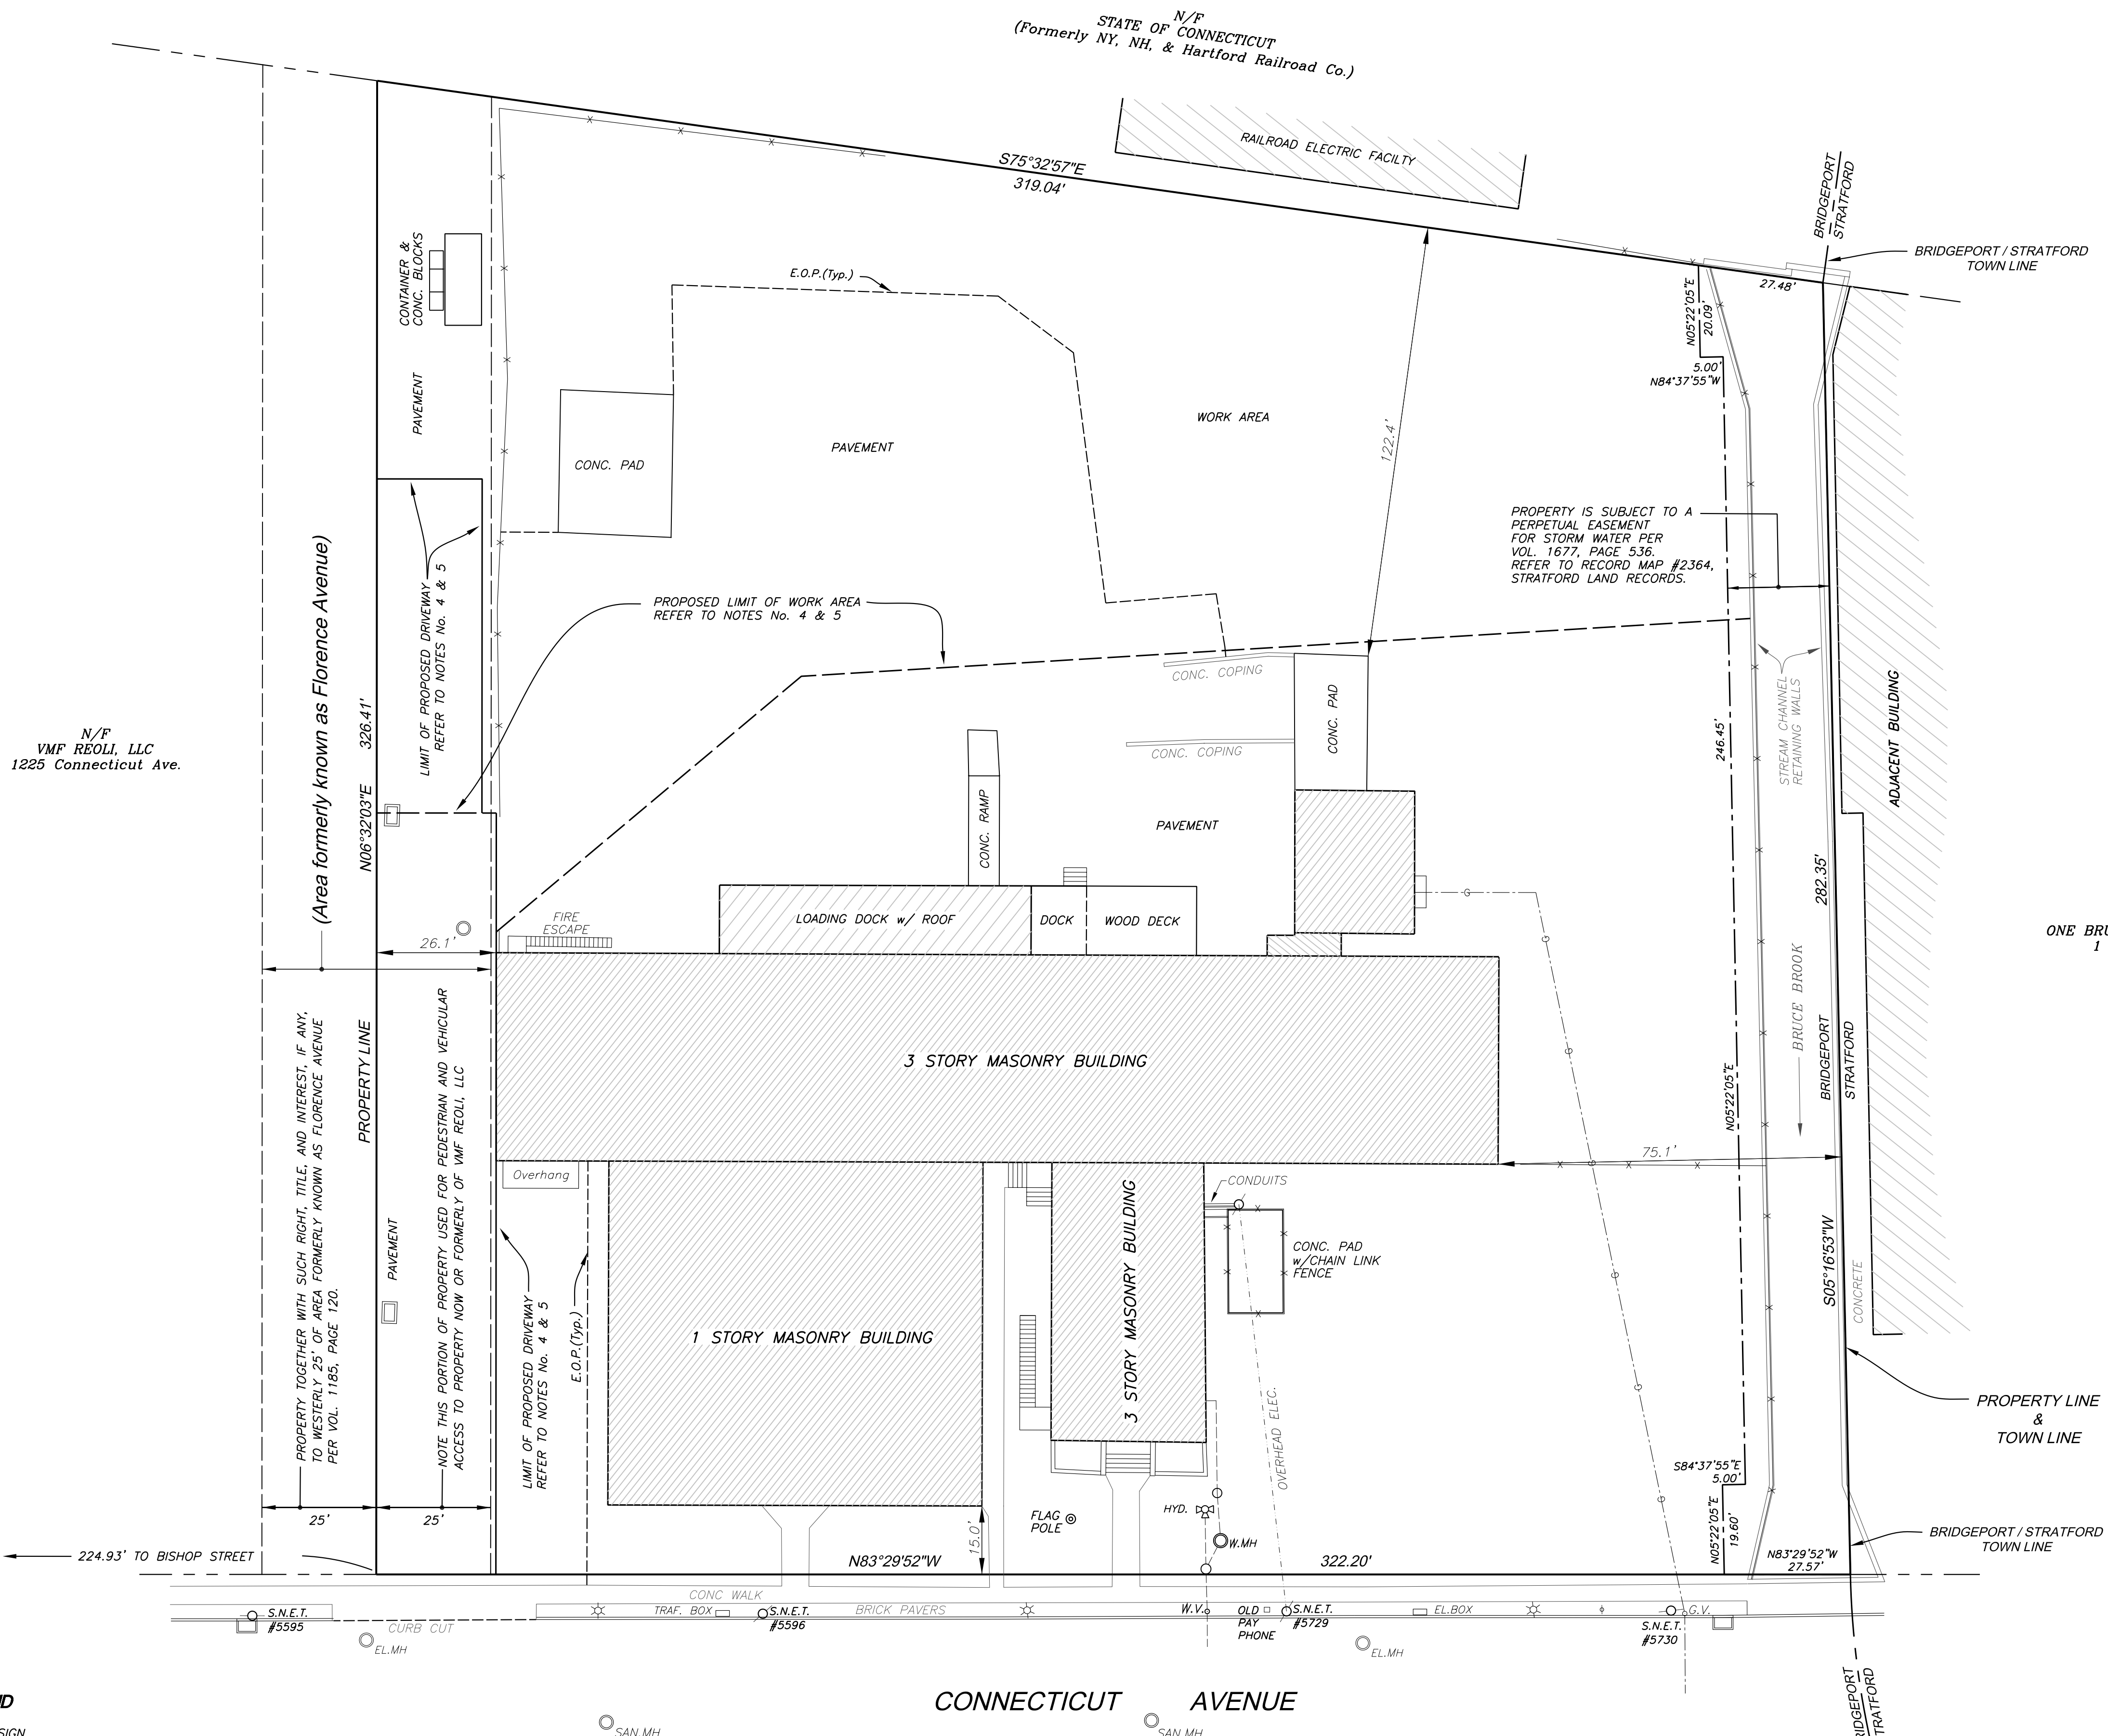 N/F
STATE OF CONNECTICUT
(Formerly NY, NH, & Hartford Railroad Co.)
RAILROAD ELECTRIC FACILTY
S75°32'57"E
319.04'
BRIDGEPORT
STRATFORD
BRIDGEPORT / STRATFORD
TOWN LINE
27.48'
N05°22'05"E
20.09'
5.00'
N84°37'55"W
CONTAINER &
CONC. BLOCKS
PAVEMENT
E.O.P.(Typ.)
CONC. PAD
PAVEMENT
WORK AREA
122.4'
PROPERTY IS SUBJECT TO A
PERPETUAL EASEMENT
FOR STORM WATER PER
VOL. 1677, PAGE 536.
REFER TO RECORD MAP #2364,
STRATFORD LAND RECORDS.
(Area formerly known as Florence Avenue)
N06°32'03"E 326.41'
LIMIT OF PROPOSED DRIVEWAY
REFER TO NOTES No. 4 & 5
PROPOSED LIMIT OF WORK AREA
REFER TO NOTES No. 4 & 5
CONC. COPING
CONC. PAD
CONC. COPING
CONC. RAMP
PAVEMENT
246.45'
STREAM CHANNEL
RETAINING WALLS
ADJACENT BUILDING
N/F
VMF REOLI, LLC
1225 Connecticut Ave.
26.1'
FIRE
ESCAPE
LOADING DOCK w/ ROOF
DOCK
WOOD DECK
282.35'
ONE BRU
1
BRUCE BROOK
BRIDGEPORT
STRATFORD
3 STORY MASONRY BUILDING
N05°22'05"E
PROPERTY TOGETHER WITH SUCH RIGHT, TITLE, AND INTEREST, IF ANY,
TO WESTERLY 25' OF AREA FORMERLY KNOWN AS FLORENCE AVENUE
PER VOL. 1185, PAGE 120.
PROPERTY LINE
PAVEMENT
NOTE THIS PORTION OF PROPERTY USED FOR PEDESTRIAN AND VEHICULAR
ACCESS TO PROPERTY NOW OR FORMERLY OF VMF REOLI, LLC
75.1'
Overhang
CONDUITS
CONC. PAD
w/CHAIN LINK
FENCE
3 STORY MASONRY BUILDING
1 STORY MASONRY BUILDING
LIMIT OF PROPOSED DRIVEWAY
REFER TO NOTES No. 4 & 5
E.O.P.(Typ.)
S05°16'53"W
CONCRETE
OVERHEAD ELEC.
PROPERTY LINE
&
TOWN LINE
S84°37'55"E
5.00'
N05°22'05"E
19.60'
25'
25'
FLAG
POLE
HYD.
W.MH
15.0'
BRIDGEPORT / STRATFORD
TOWN LINE
224.93' TO BISHOP STREET
N83°29'52"W
322.20'
N83°29'52"W
27.57'
CONC WALK
S.N.E.T.
#5595
CURB CUT
EL.MH
TRAF. BOX
S.N.E.T.
#5596
BRICK PAVERS
W.V.
OLD
PAY
PHONE
S.N.E.T.
#5729
EL.MH
EL.BOX
S.N.E.T.
#5730
G.V.
G
G
G
G
G
G
G
CONNECTICUT AVENUE
SAN.MH
SAN.MH